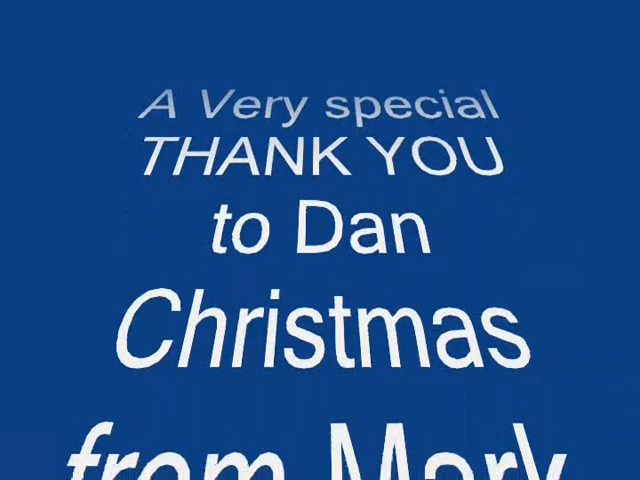 A Very special
THANK YOU
to Dan
Christmas
from Mary